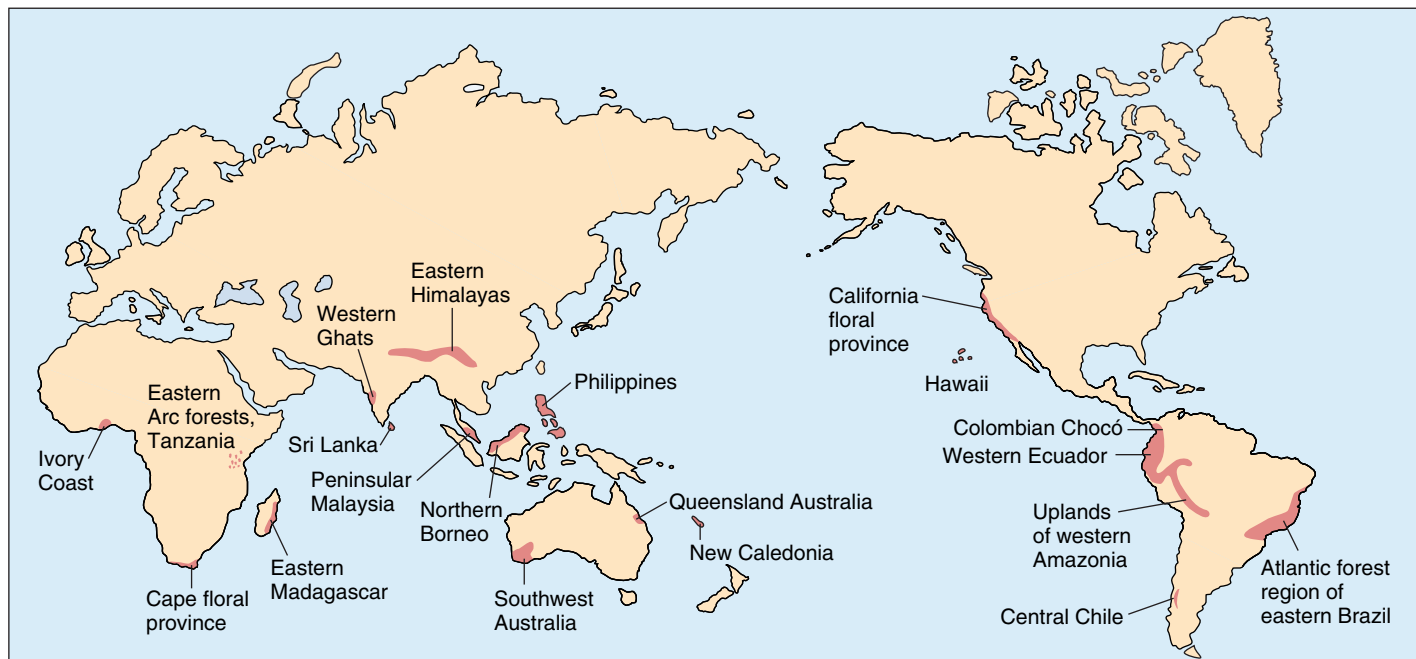 Eastern
Himalayas
Western
Ghats
Philippines
Eastern
Arc forests,
Tanzania
Sri Lanka
Ivory
Coast
Peninsular
Malaysia
Northern
Borneo
Queensland Australia
New Caledonia
Eastern
Madagascar
Cape floral
province
Southwest
Australia
California
floral
province
Hawaii
Colombian Chocó
Western Ecuador
Uplands
of western
Amazonia
Central Chile
Atlantic forest
region of
eastern Brazil